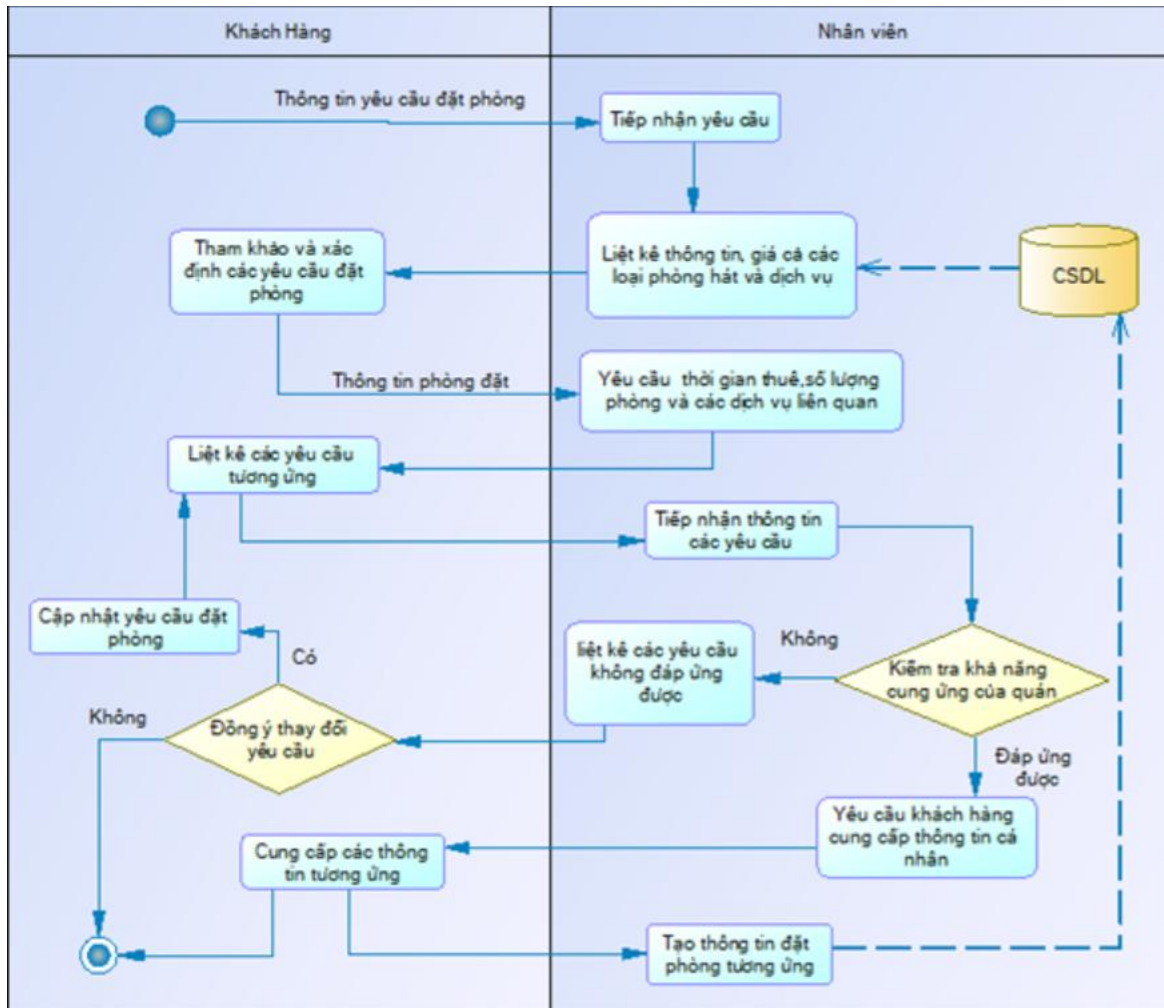 Khách Hàng
Nhân viên
Thông tin yêu cầu đặt phòng
Tiếp nhận yêu cầu
Tham khảo và xác
định các yêu cầu đặt
phòng
Liệt kê thông tin, giá cả các
loại phòng hát và dịch vụ
CSDL
Thông tin phòng đặt
Yêu cầu thời gian thuê,số lượng
phòng và các dịch vụ liên quan
Liệt kê các yêu cầu
tương ứng
Tiếp nhận thông tin
các yêu cầu
Cập nhật yêu cầu đặt
phòng
Có
liệt kê các yêu cầu
không đáp ứng
được
Không
Kiểm tra khả năng
cung ứng của quán
Không
Đồng ý thay đổi
yêu cầu
Đáp ứng
được
Yêu cầu khách hàng
cung cấp thông tin cá
nhân
Cung cấp các thông
tin tương ứng
Tạo thông tin đặt
phòng tương ứng